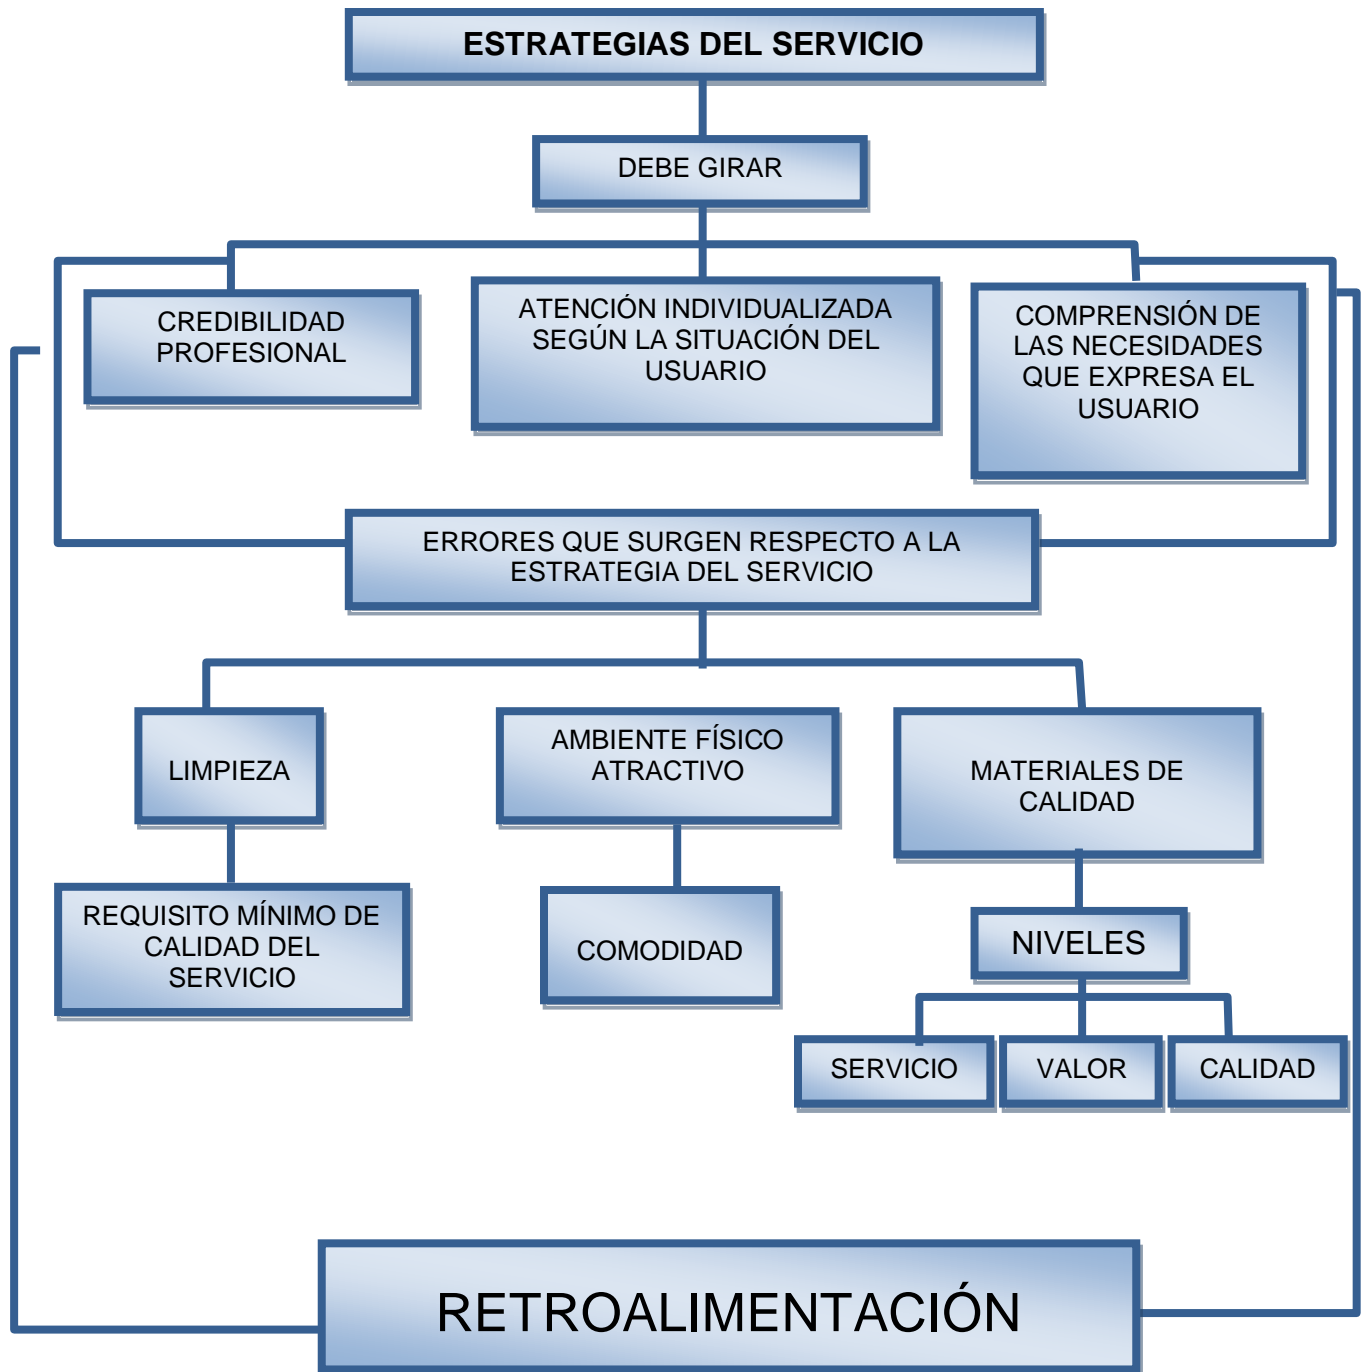 ESTRATEGIAS DEL SERVICIO
DEBE GIRAR
CREDIBILIDAD
PROFESIONAL
ATENCIÓN INDIVIDUALIZADA
SEGÚN LA SITUACIÓN DEL
USUARIO
COMPRENSIÓN DE
LAS NECESIDADES
QUE EXPRESA EL
USUARIO
ERRORES QUE SURGEN RESPECTO A LA
ESTRATEGIA DEL SERVICIO
LIMPIEZA
AMBIENTE FÍSICO
ATRACTIVO
MATERIALES DE
CALIDAD
REQUISITO MÍNIMO DE
CALIDAD DEL
SERVICIO
COMODIDAD
NIVELES
SERVICIO
VALOR
CALIDAD
RETROALIMENTACIÓN